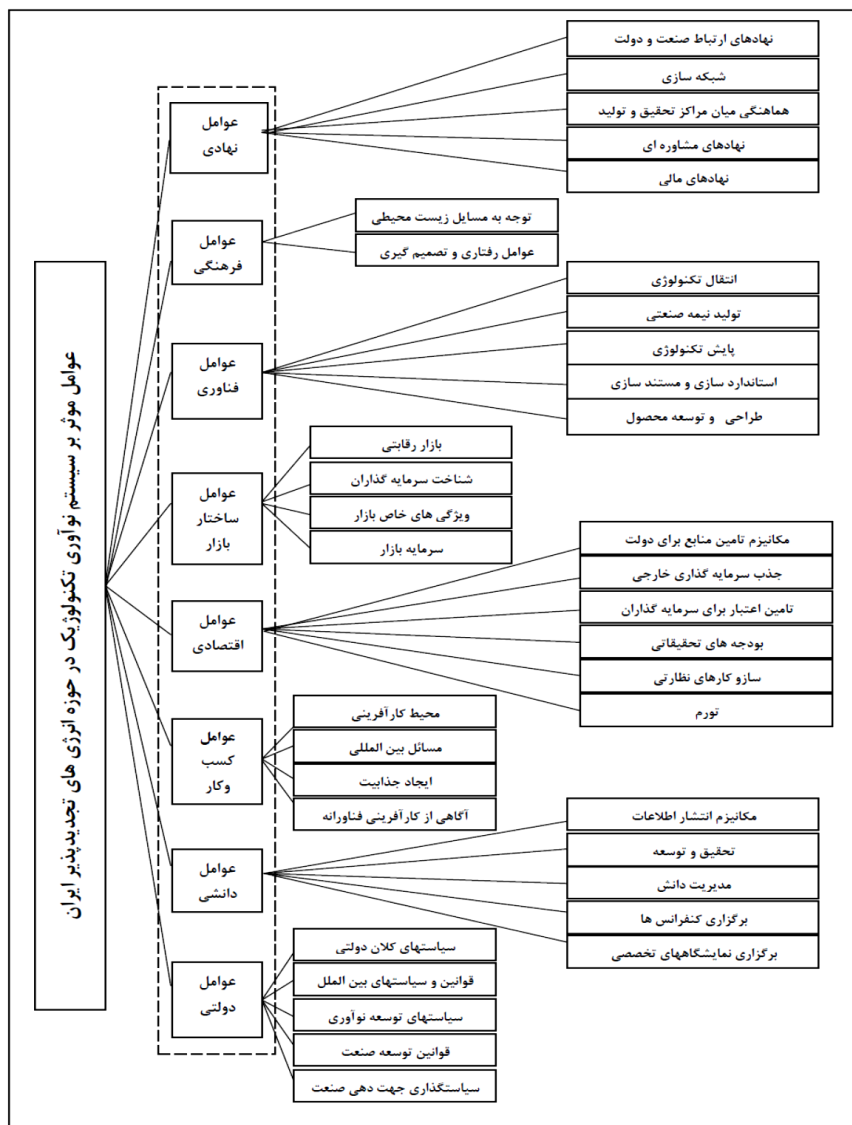 عوامل موثر بر سیستم نوآوری تکنولوژیک در حوزه انرژی های تجدیدپذیر ایران
عوامل
نهادی
نهادهای ارتباط صنعت و دولت
شبکه سازی
هماهنگی میان مراکز تحقیق و تولید
نهادهای مشاوره ای
نهادهای مالی
عوامل
فرهنگی
توجه به مسایل زیست محیطی
عوامل رفتاری و تصمیم گیری
عوامل
فناوری
انتقال تکنولوژی
تولید نیمه صنعتی
پایش تکنولوژی
استاندارد سازی و مستند سازی
طراحی و توسعه محصول
عوامل
ساختار
بازار
بازار رقابتی
شناخت سرمایه گذاران
ویژگی های خاص بازار
سرمایه بازار
عوامل
اقتصادی
مکانیزم تامین منابع برای دولت
جذب سرمایه گذاری خارجی
تامین اعتبار برای سرمایه گذاران
بودجه های تحقیقاتی
سازو کارهای نظارتی
تورم
عوامل
کسب
وکار
محیط کارآفرینی
مسائل بین المللی
ایجاد جذابیت
آگاهی از کارآفرینی فناورانه
عوامل
دانشی
مکانیزم انتشار اطلاعات
تحقیق و توسعه
مدیریت دانش
برگزاری کنفرانس ها
برگزاری نمایشگاههای تخصصی
عوامل
دولتی
سیاستهای کلان دولتی
قوانین و سیاستهای بین الملل
سیاستهای توسعه نوآوری
قوانین توسعه صنعت
سیاستگذاری جهت دهی صنعت